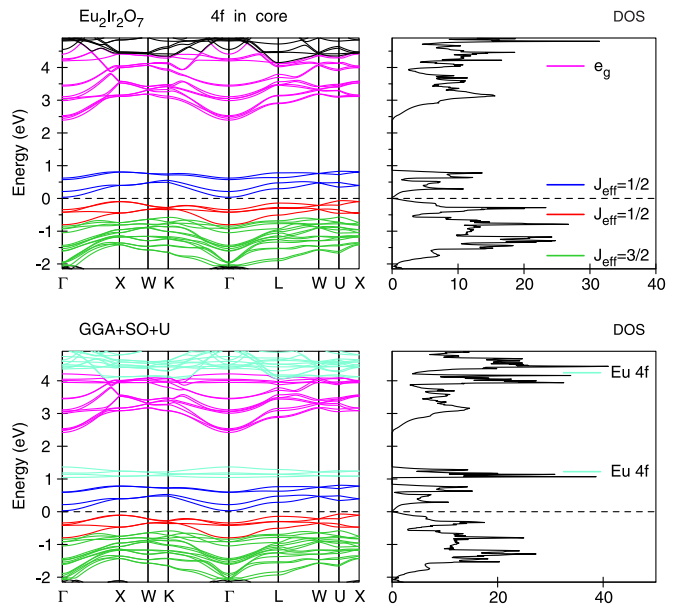 Eu2Ir2O7 4f in core DOS
4
3
2
1
0
-1
-2
Energy (eV)
eg
Jeff=1/2
Jeff=1/2
Jeff=3/2
Γ X W K Γ L W U X
0 10 20 30 40
GGA+SO+U DOS
4
3
2
1
0
-1
-2
Energy (eV)
Eu 4f
Eu 4f
Γ X W K Γ L W U X
0 20 40